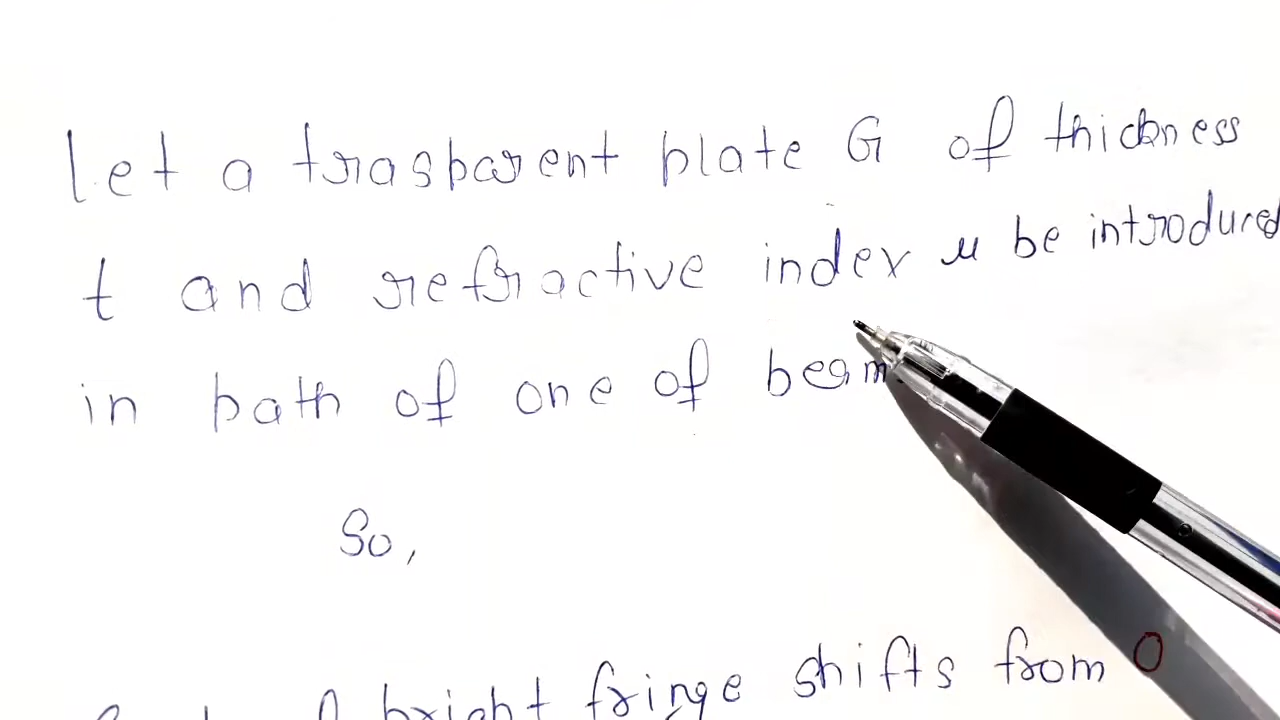 Let a trasparent plate G of thickness
t and refractive index μ be introduced
in path of one of beam
So,
bright fringe shifts from O